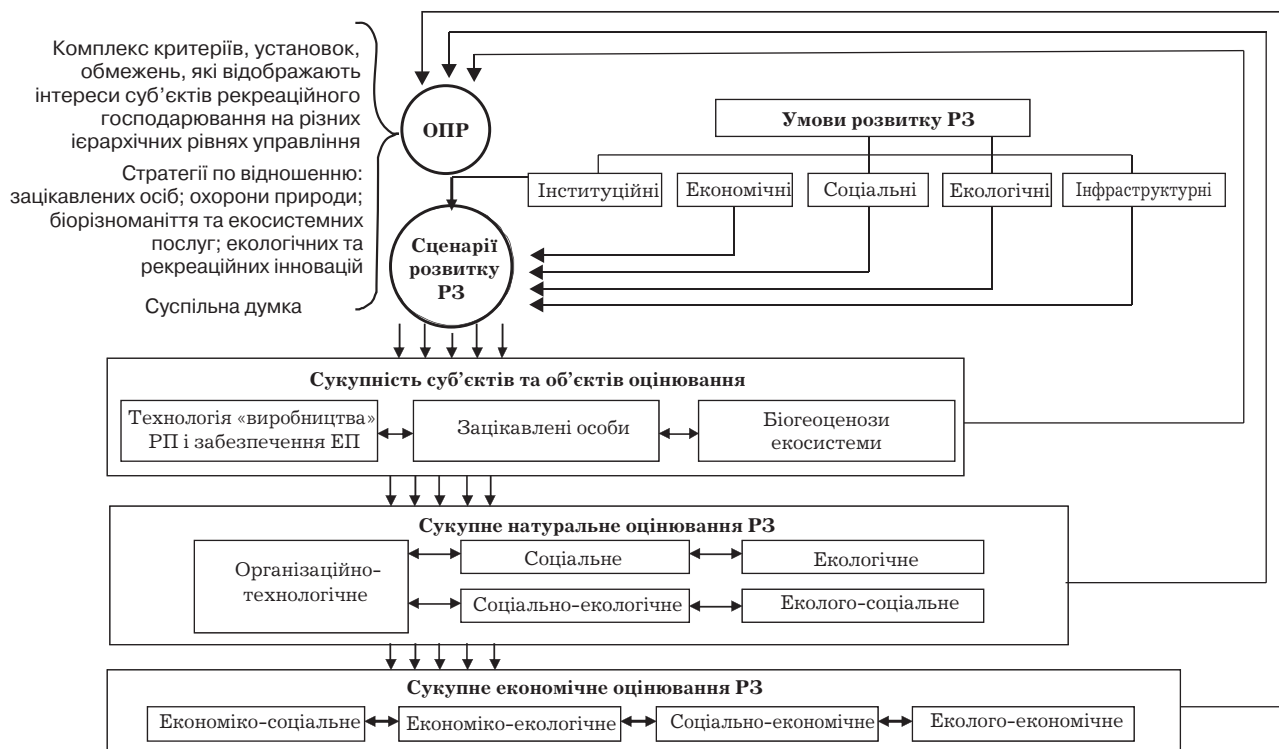 Комплекс критеріїв, установок,
обмежень, які відображають
інтереси суб’єктів рекреаційного
господарювання на різних
ієрархічних рівнях управління
Стратегії по відношенню:
зацікавлених осіб; охорони природи;
біорізноманіття та екосистемних
послуг; екологічних та
рекреаційних інновацій
Суспільна думка
ОПР
Умови розвитку РЗ
Інституційні
Економічні
Соціальні
Екологічні
Інфраструктурні
Сценарії
розвитку
РЗ
Сукупність суб’єктів та об’єктів оцінювання
Технологія «виробництва»
РП і забезпечення ЕП
Зацікавлені особи
Біогеоценози
екосистеми
Сукупне натуральне оцінювання РЗ
Організаційно-
технологічне
Соціальне
Екологічне
Соціально-екологічне
Еколого-соціальне
Сукупне економічне оцінювання РЗ
Економіко-соціальне
Економіко-екологічне
Соціально-економічне
Еколого-економічне